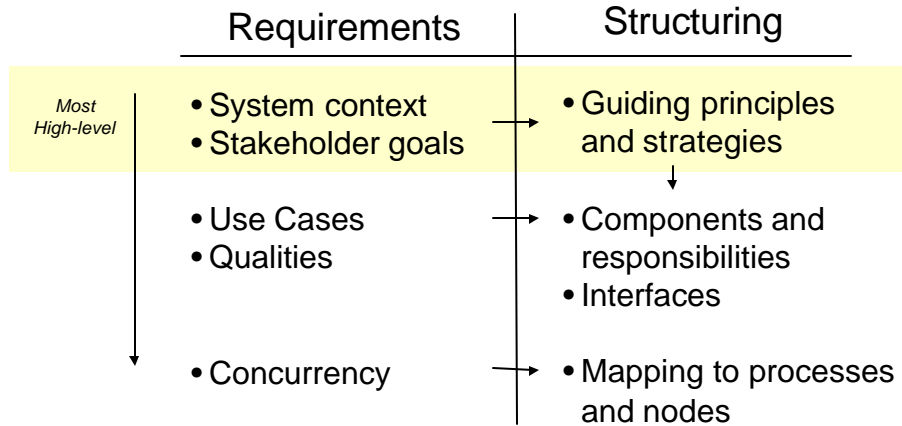 Requirements
Structuring
Most
High-level
• System context
• Stakeholder goals
• Guiding principles
and strategies
• Use Cases
• Qualities
• Components and
responsibilities
• Interfaces
• Concurrency
• Mapping to processes
and nodes